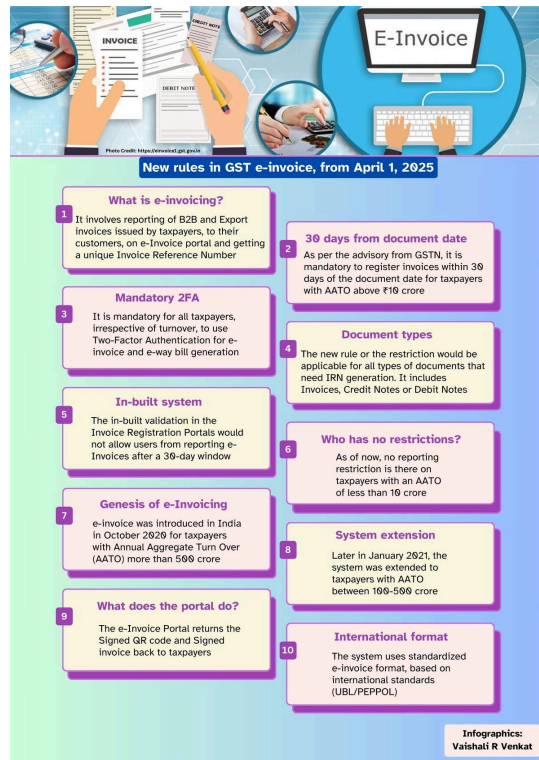 INVOICE
CREDIT NOTE
DEBIT NOTE
E-Invoice
Photo Credit: https://einvoice1.gst.gov.in
New rules in GST e-invoice, from April 1, 2025
1
What is e-invoicing?
It involves reporting of B2B and Export
invoices issued by taxpayers, to their
customers, on e-Invoice portal and getting
a unique Invoice Reference Number
2
30 days from document date
As per the advisory from GSTN, it is
mandatory to register invoices within 30
days of the document date for taxpayers
with AATO above ₹10 crore
3
Mandatory 2FA
It is mandatory for all taxpayers,
irrespective of turnover, to use
Two-Factor Authentication for e-
invoice and e-way bill generation
4
Document types
The new rule or the restriction would be
applicable for all types of documents that
need IRN generation. It includes
Invoices, Credit Notes or Debit Notes
5
In-built system
The in-built validation in the
Invoice Registration Portals would
not allow users from reporting e-
Invoices after a 30-day window
6
Who has no restrictions?
As of now, no reporting
restriction is there on
taxpayers with an AATO
of less than 10 crore
7
Genesis of e-Invoicing
e-invoice was introduced in India
in October 2020 for taxpayers
with Annual Aggregate Turn Over
(AATO) more than 500 crore
8
System extension
Later in January 2021, the
system was extended to
taxpayers with AATO
between 100-500 crore
9
What does the portal do?
The e-Invoice Portal returns the
Signed QR code and Signed
invoice back to taxpayers
10
International format
The system uses standardized
e-invoice format, based on
international standards
(UBL/PEPPOL)
Infographics:
Vaishali R Venkat